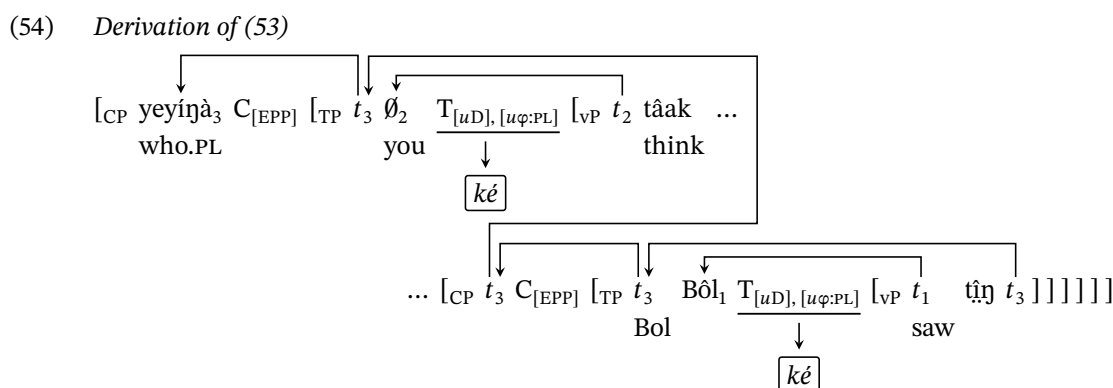 (54) Derivation of (53)
[CP yeyíŋà3 C[EPP] [TP t3 Ø2 T[uD], [uφ:PL] [vP t2 tâak ...
who.PL you think
ké
... [CP t3 C[EPP] [TP t3 Bôl1 T[uD], [uφ:PL] [vP t1 tî̤ŋ t3 ] ] ] ] ] ]
Bol saw
ké